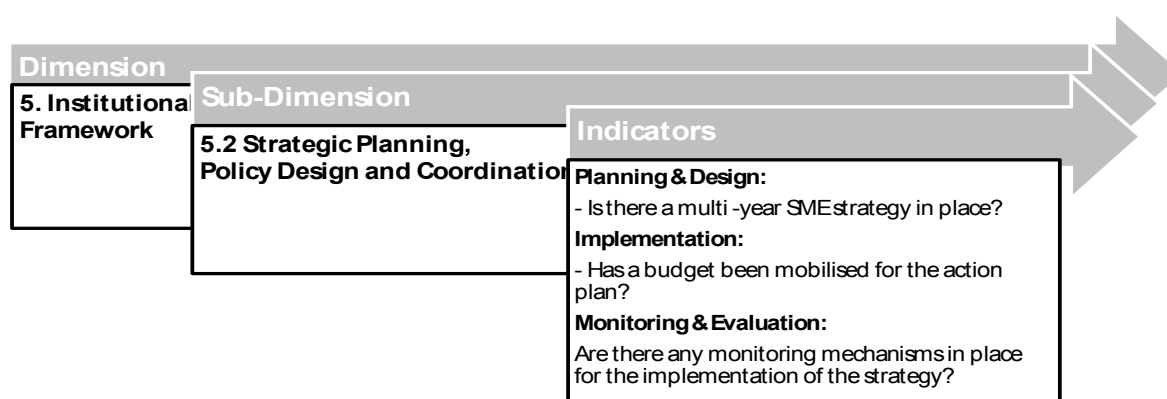 Dimension
5. Institutional
Framework
Sub-Dimension
5.2 Strategic Planning,
Policy Design and Coordination
Indicators
Planning & Design:
- Is there a multi -year SME strategy in place?
Implementation:
- Has a budget been mobilised for the action
plan?
Monitoring & Evaluation:
Are there any monitoring mechanisms in place
for the implementation of the strategy?